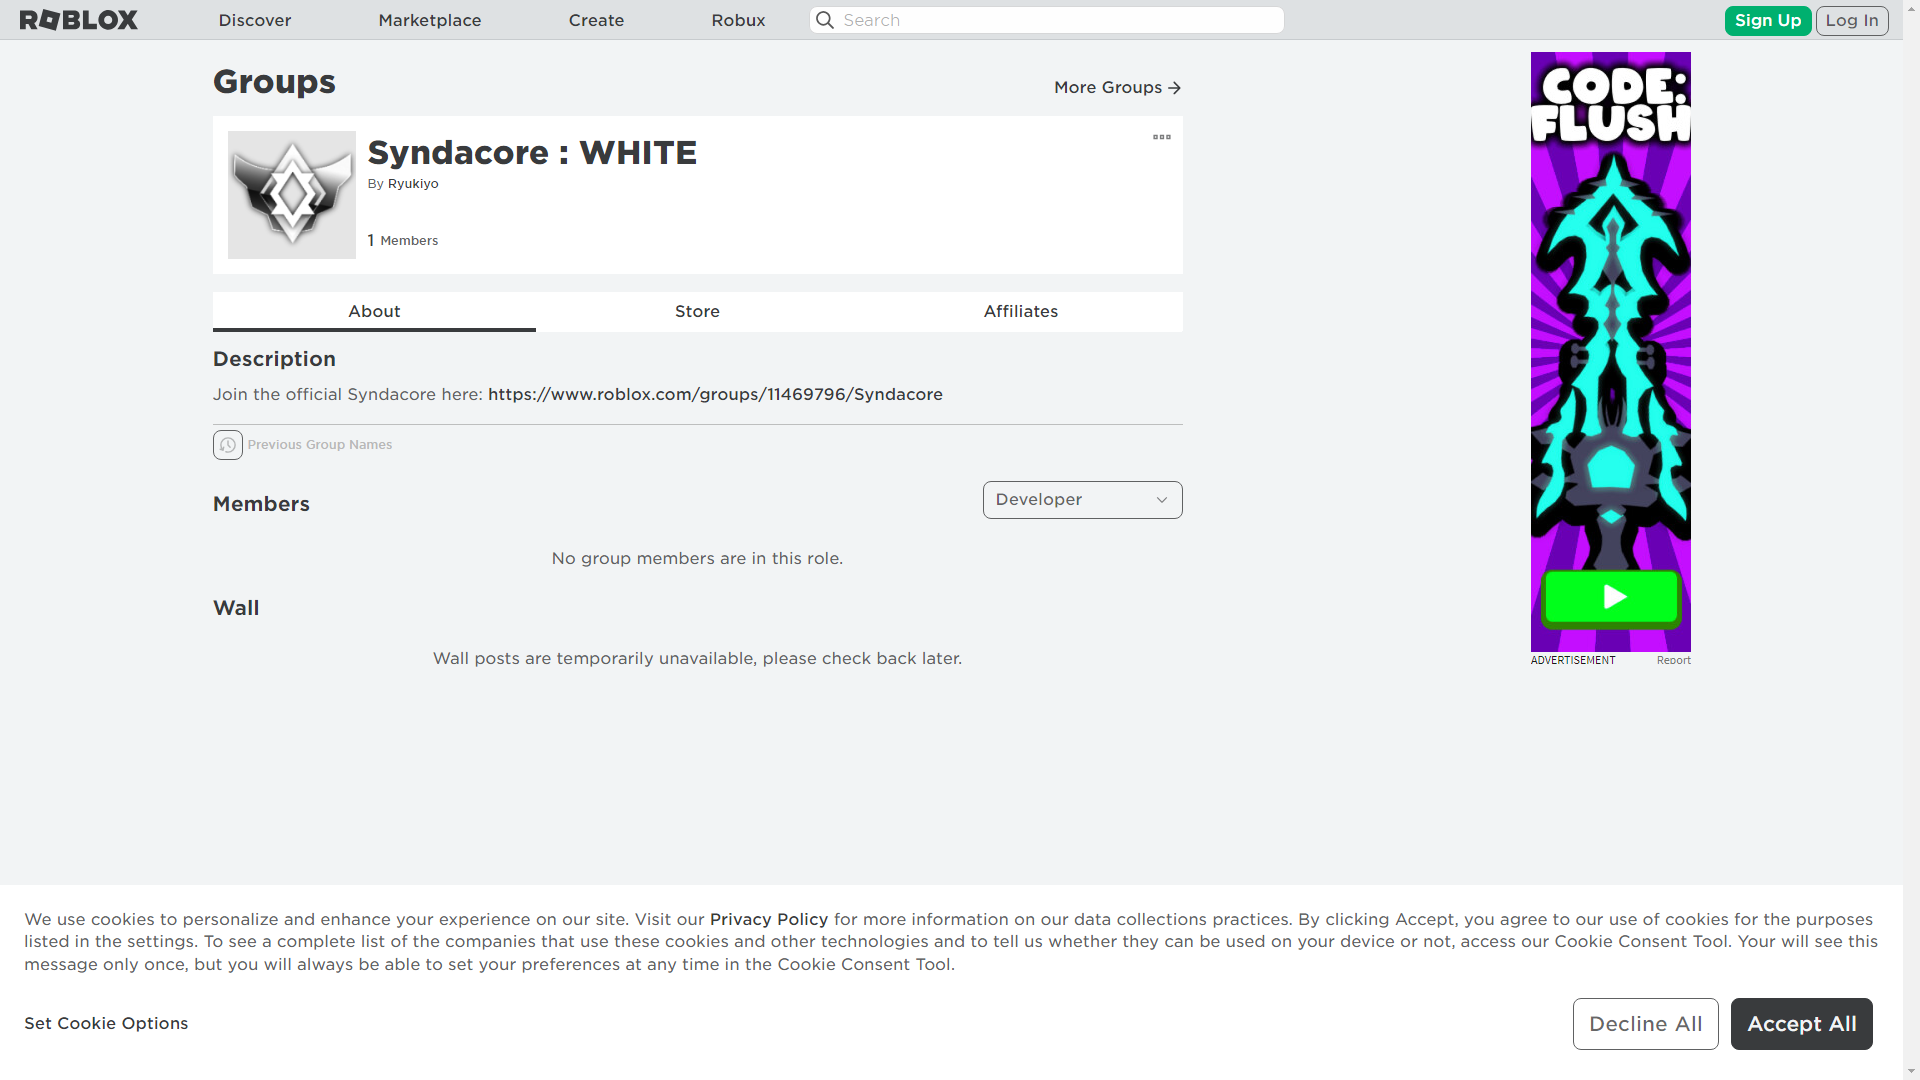 ROBLOX
Discover
Marketplace
Create
Robux
Search
Sign Up
Log In
Groups
More Groups
Syndacore : WHITE
By Ryukiyo
1 Members
About
Store
Affiliates
Description
Join the official Syndacore here: https://www.roblox.com/groups/11469796/Syndacore
Previous Group Names
Members
Developer
No group members are in this role.
Wall
Wall posts are temporarily unavailable, please check back later.
CODE:
FLUSH
ADVERTISEMENT
Report
We use cookies to personalize and enhance your experience on our site. Visit our Privacy Policy for more information on our data collections practices. By clicking Accept, you agree to our use of cookies for the purposes
listed in the settings. To see a complete list of the companies that use these cookies and other technologies and to tell us whether they can be used on your device or not, access our Cookie Consent Tool. Your will see this
message only once, but you will always be able to set your preferences at any time in the Cookie Consent Tool.
Set Cookie Options
Decline All
Accept All